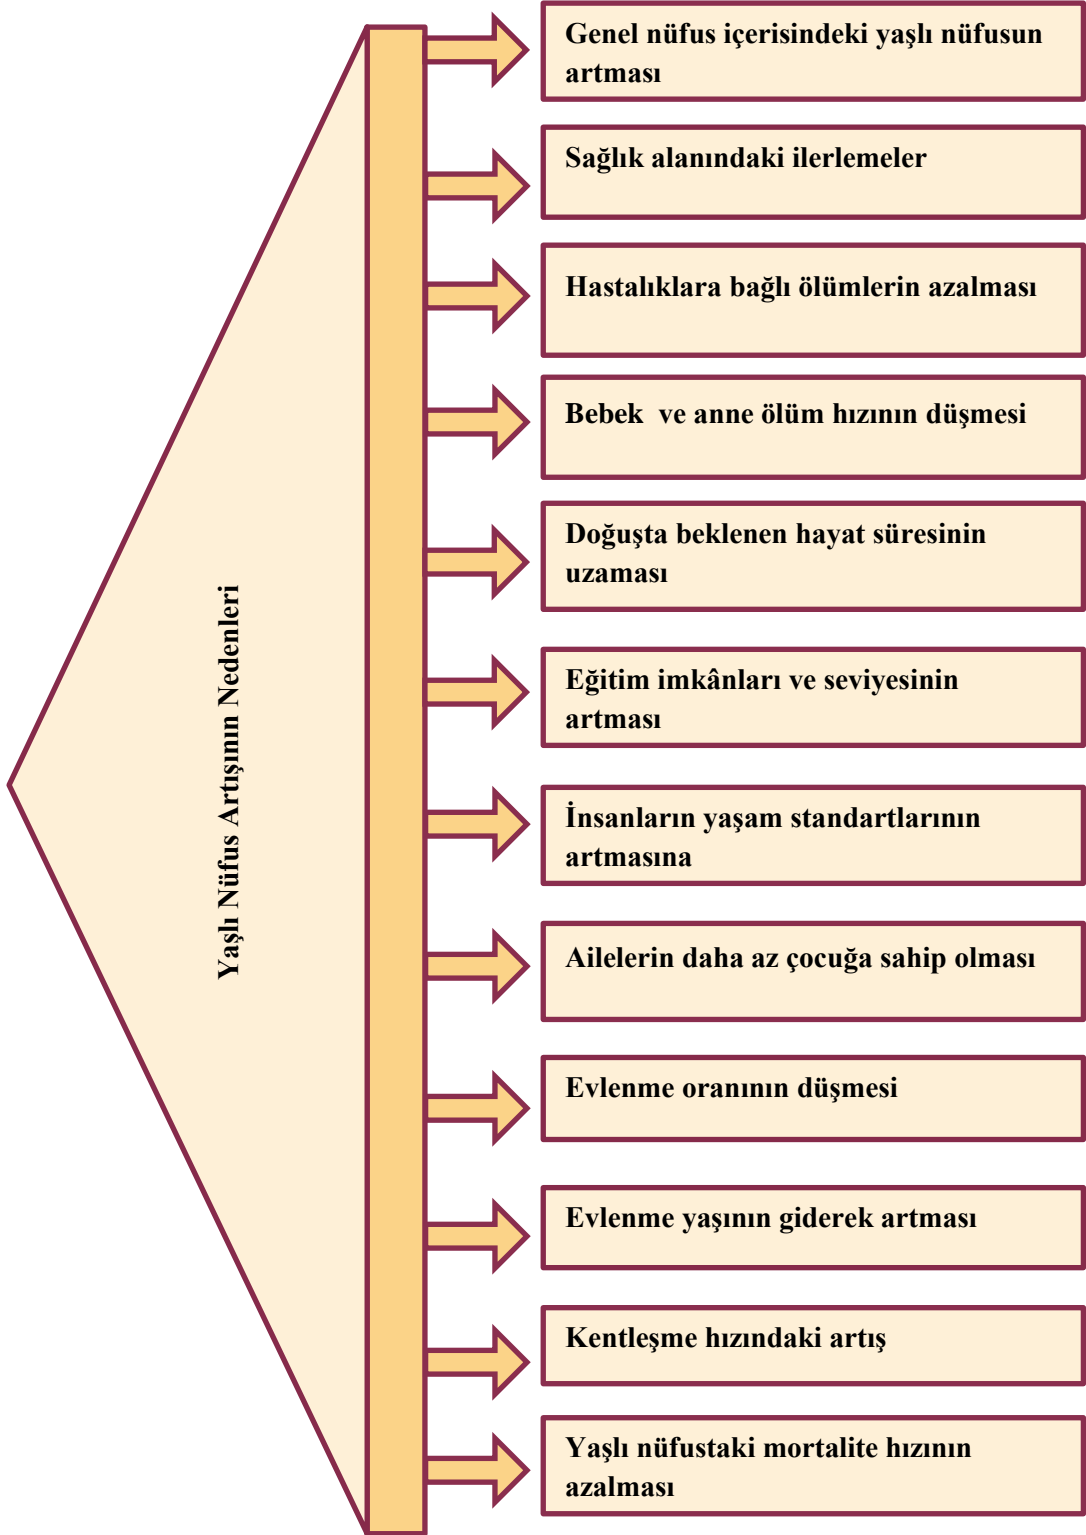 Yaşlı Nüfus Artışının Nedenleri
Genel nüfus içerisindeki yaşlı nüfusun
artması
Sağlık alanındaki ilerlemeler
Hastalıklara bağlı ölümlerin azalması
Bebek  ve anne ölüm hızının düşmesi
Doğuşta beklenen hayat süresinin
uzaması
Eğitim imkânları ve seviyesinin
artması
İnsanların yaşam standartlarının
artmasına
Ailelerin daha az çocuğa sahip olması
Evlenme oranının düşmesi
Evlenme yaşının giderek artması
Kentleşme hızındaki artış
Yaşlı nüfustaki mortalite hızının
azalması